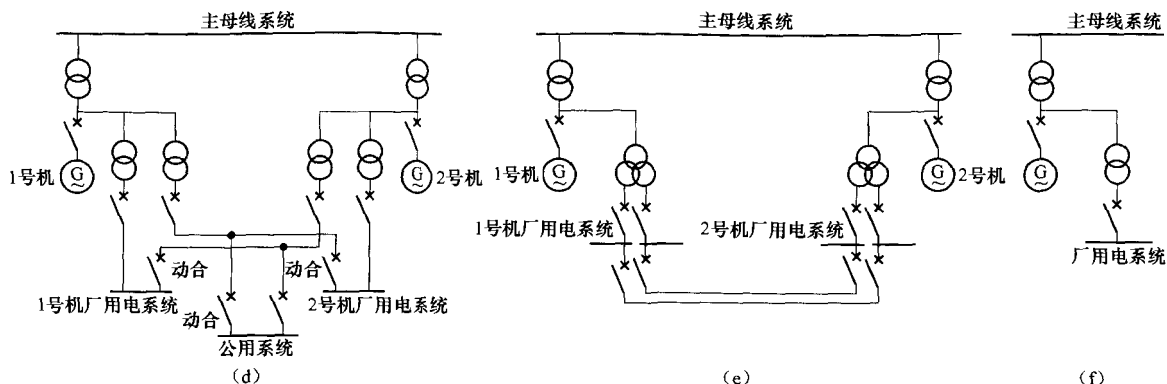 主母线系统
1号机
G
~
G
~
2号机
动合
动合
1号机厂用电系统
2号机厂用电系统
动合
公用系统
(d)
主母线系统
1号机
G
~
G
~
2号机
1号机厂用电系统
2号机厂用电系统
(e)
主母线系统
G
~
厂用电系统
(f)